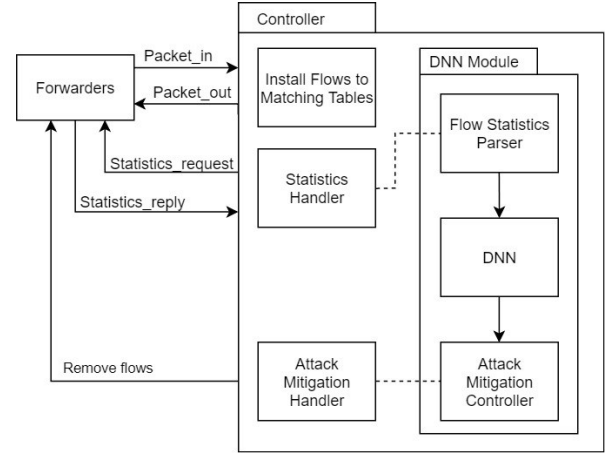 Controller
Packet_in
Forwarders
Packet_out
Install Flows to
Matching Tables
DNN Module
Flow Statistics
Parser
Statistics_request
Statistics_reply
Statistics
Handler
DNN
Remove flows
Attack
Mitigation
Handler
Attack
Mitigation
Controller